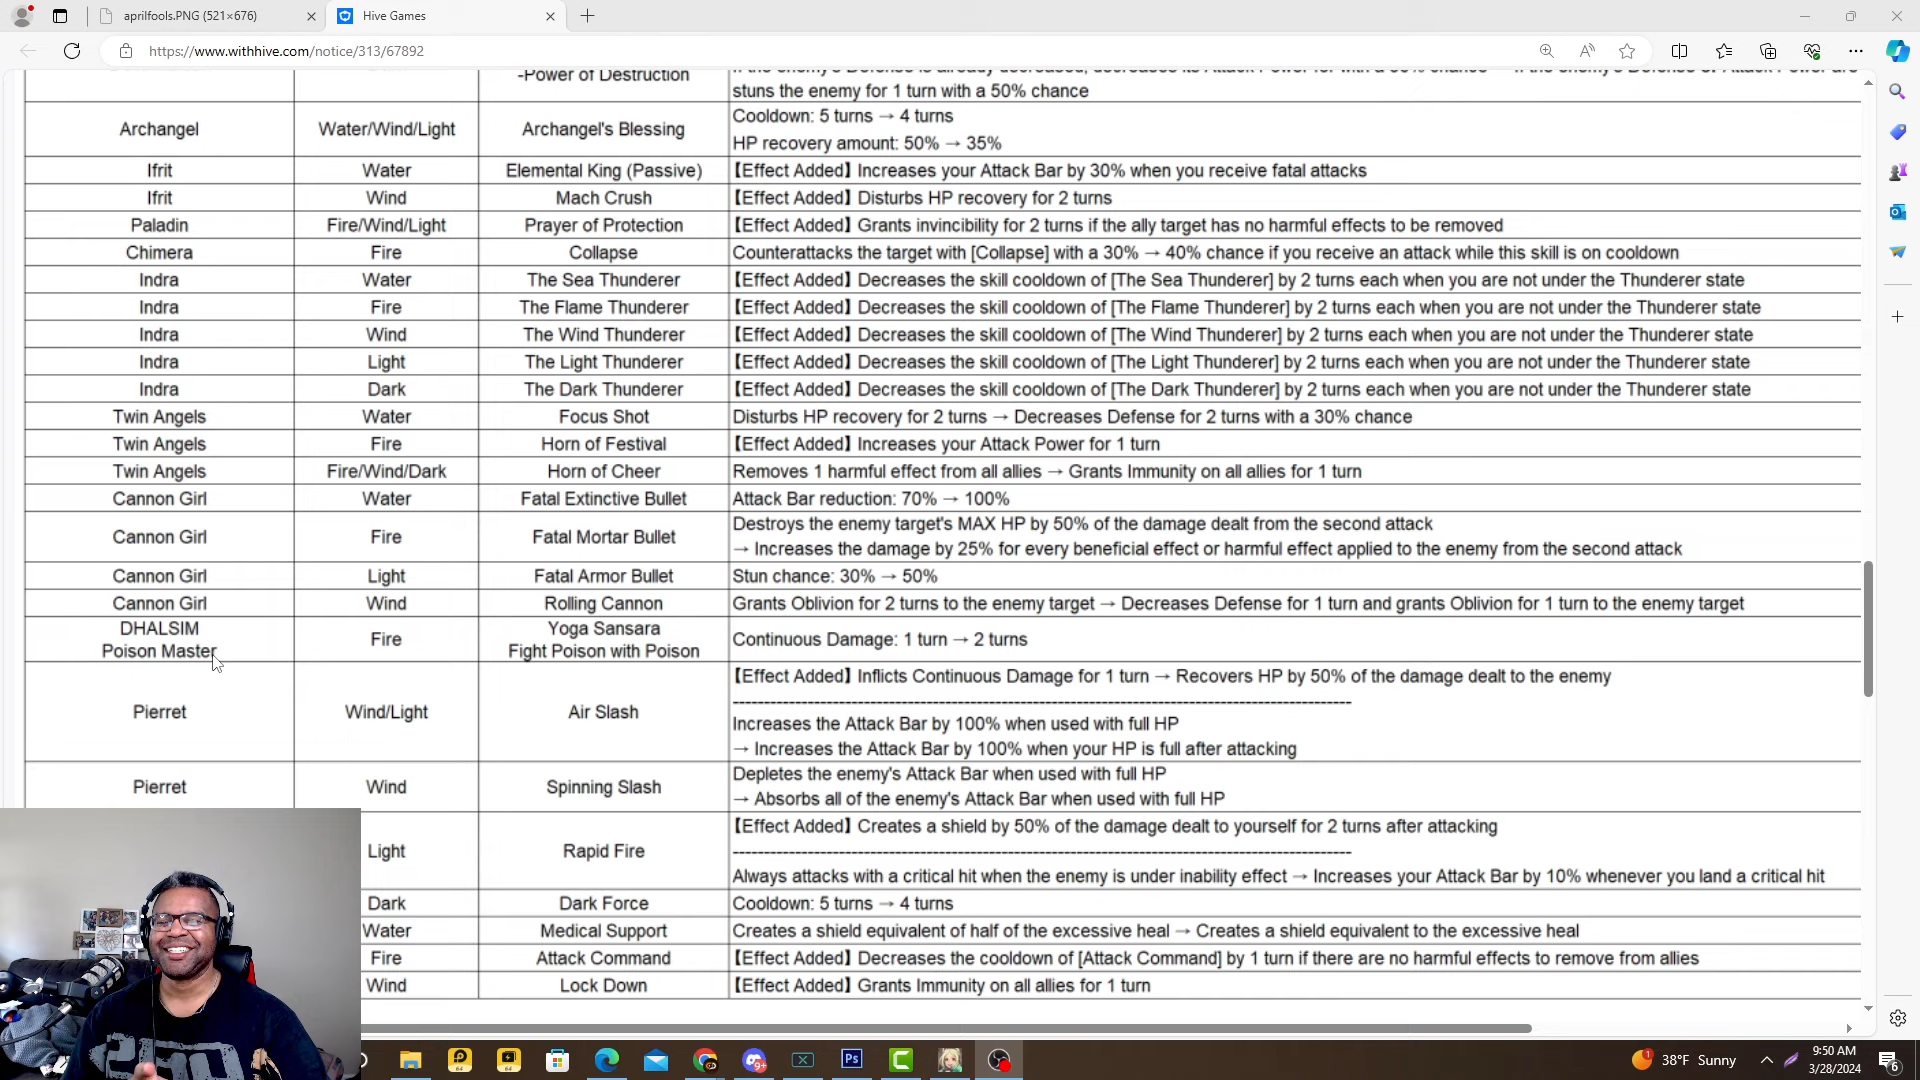 aprilfools.PNG (521×676)
Hive Games
https://www.withhive.com/notice/313/67892
-Power of Destruction
stuns the enemy for 1 turn with a 50% chance
Archangel Water/Wind/Light Archangel's Blessing Cooldown: 5 turns → 4 turns
HP recovery amount: 50% → 35%
Ifrit Water Elemental King (Passive) 【Effect Added】 Increases your Attack Bar by 30% when you receive fatal attacks
Ifrit Wind Mach Crush 【Effect Added】 Disturbs HP recovery for 2 turns
Paladin Fire/Wind/Light Prayer of Protection 【Effect Added】 Grants invincibility for 2 turns if the ally target has no harmful effects to be removed
Chimera Fire Collapse Counterattacks the target with [Collapse] with a 30% → 40% chance if you receive an attack while this skill is on cooldown
Indra Water The Sea Thunderer 【Effect Added】 Decreases the skill cooldown of [The Sea Thunderer] by 2 turns each when you are not under the Thunderer state
Indra Fire The Flame Thunderer 【Effect Added】 Decreases the skill cooldown of [The Flame Thunderer] by 2 turns each when you are not under the Thunderer state
Indra Wind The Wind Thunderer 【Effect Added】 Decreases the skill cooldown of [The Wind Thunderer] by 2 turns each when you are not under the Thunderer state
Indra Light The Light Thunderer 【Effect Added】 Decreases the skill cooldown of [The Light Thunderer] by 2 turns each when you are not under the Thunderer state
Indra Dark The Dark Thunderer 【Effect Added】 Decreases the skill cooldown of [The Dark Thunderer] by 2 turns each when you are not under the Thunderer state
Twin Angels Water Focus Shot Disturbs HP recovery for 2 turns → Decreases Defense for 2 turns with a 30% chance
Twin Angels Fire Horn of Festival 【Effect Added】 Increases your Attack Power for 1 turn
Twin Angels Fire/Wind/Dark Horn of Cheer Removes 1 harmful effect from all allies → Grants Immunity on all allies for 1 turn
Cannon Girl Water Fatal Extinctive Bullet Attack Bar reduction: 70% → 100%
Cannon Girl Fire Fatal Mortar Bullet Destroys the enemy target's MAX HP by 50% of the damage dealt from the second attack
→ Increases the damage by 25% for every beneficial effect or harmful effect applied to the enemy from the second attack
Cannon Girl Light Fatal Armor Bullet Stun chance: 30% → 50%
Cannon Girl Wind Rolling Cannon Grants Oblivion for 2 turns to the enemy target → Decreases Defense for 1 turn and grants Oblivion for 1 turn to the enemy target
DHALSIM Yoga Sansara
Poison Master Fire Fight Poison with Poison Continuous Damage: 1 turn → 2 turns
Pierret Wind/Light Air Slash 【Effect Added】 Inflicts Continuous Damage for 1 turn → Recovers HP by 50% of the damage dealt to the enemy
Increases the Attack Bar by 100% when used with full HP
→ Increases the Attack Bar by 100% when your HP is full after attacking
Pierret Wind Spinning Slash Depletes the enemy's Attack Bar when used with full HP
→ Absorbs all of the enemy's Attack Bar when used with full HP
Light Rapid Fire 【Effect Added】 Creates a shield by 50% of the damage dealt to yourself for 2 turns after attacking
Always attacks with a critical hit when the enemy is under inability effect → Increases your Attack Bar by 10% whenever you land a critical hit
Dark Dark Force Cooldown: 5 turns → 4 turns
Water Medical Support Creates a shield equivalent of half of the excessive heal → Creates a shield equivalent to the excessive heal
Fire Attack Command 【Effect Added】 Decreases the cooldown of [Attack Command] by 1 turn if there are no harmful effects to remove from allies
Wind Lock Down 【Effect Added】 Grants Immunity on all allies for 1 turn
38°F Sunny
9:50 AM
3/28/2024